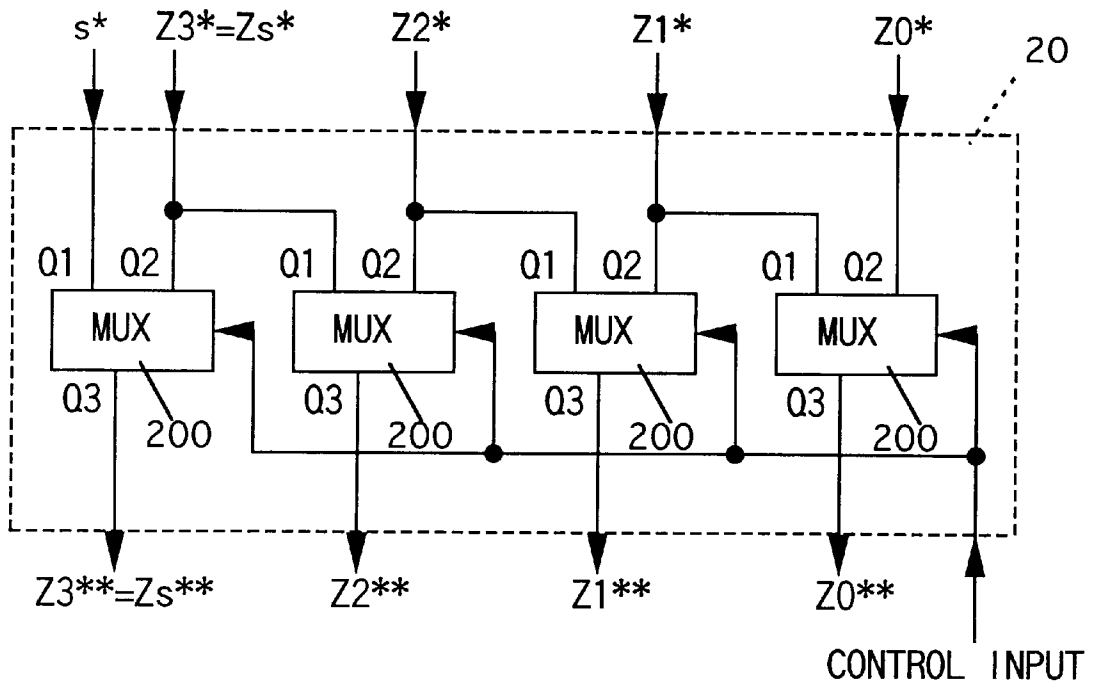 s* Z3*=Zs* Z2* Z1* Z0*
20
Q1 Q2 Q1 Q2 Q1 Q2 Q1 Q2
MUX MUX MUX MUX
Q3 Q3 Q3 Q3
200 200 200 200
Z3**=Zs** Z2** Z1** Z0**
CONTROL INPUT